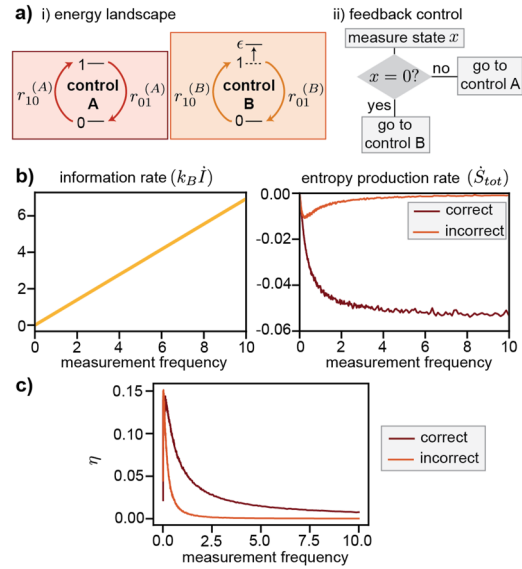 a) i) energy landscape
ii) feedback control
r₁₀⁽ᴬ⁾
1
control
A
0
r₀₁⁽ᴬ⁾
r₁₀⁽ᴮ⁾
ϵ
1
control
B
0
r₀₁⁽ᴮ⁾
measure state x
x = 0?
no
go to
control A
yes
go to
control B
b)
information rate (k_B İ)
6
4
2
0
0 2 4 6 8 10
measurement frequency
entropy production rate (Ṡ_tot)
0.00
-0.02
-0.04
-0.06
correct
incorrect
0 2 4 6 8 10
measurement frequency
c)
0.15
0.10
0.05
0.00
η
0.0 2.5 5.0 7.5 10.0
measurement frequency
correct
incorrect